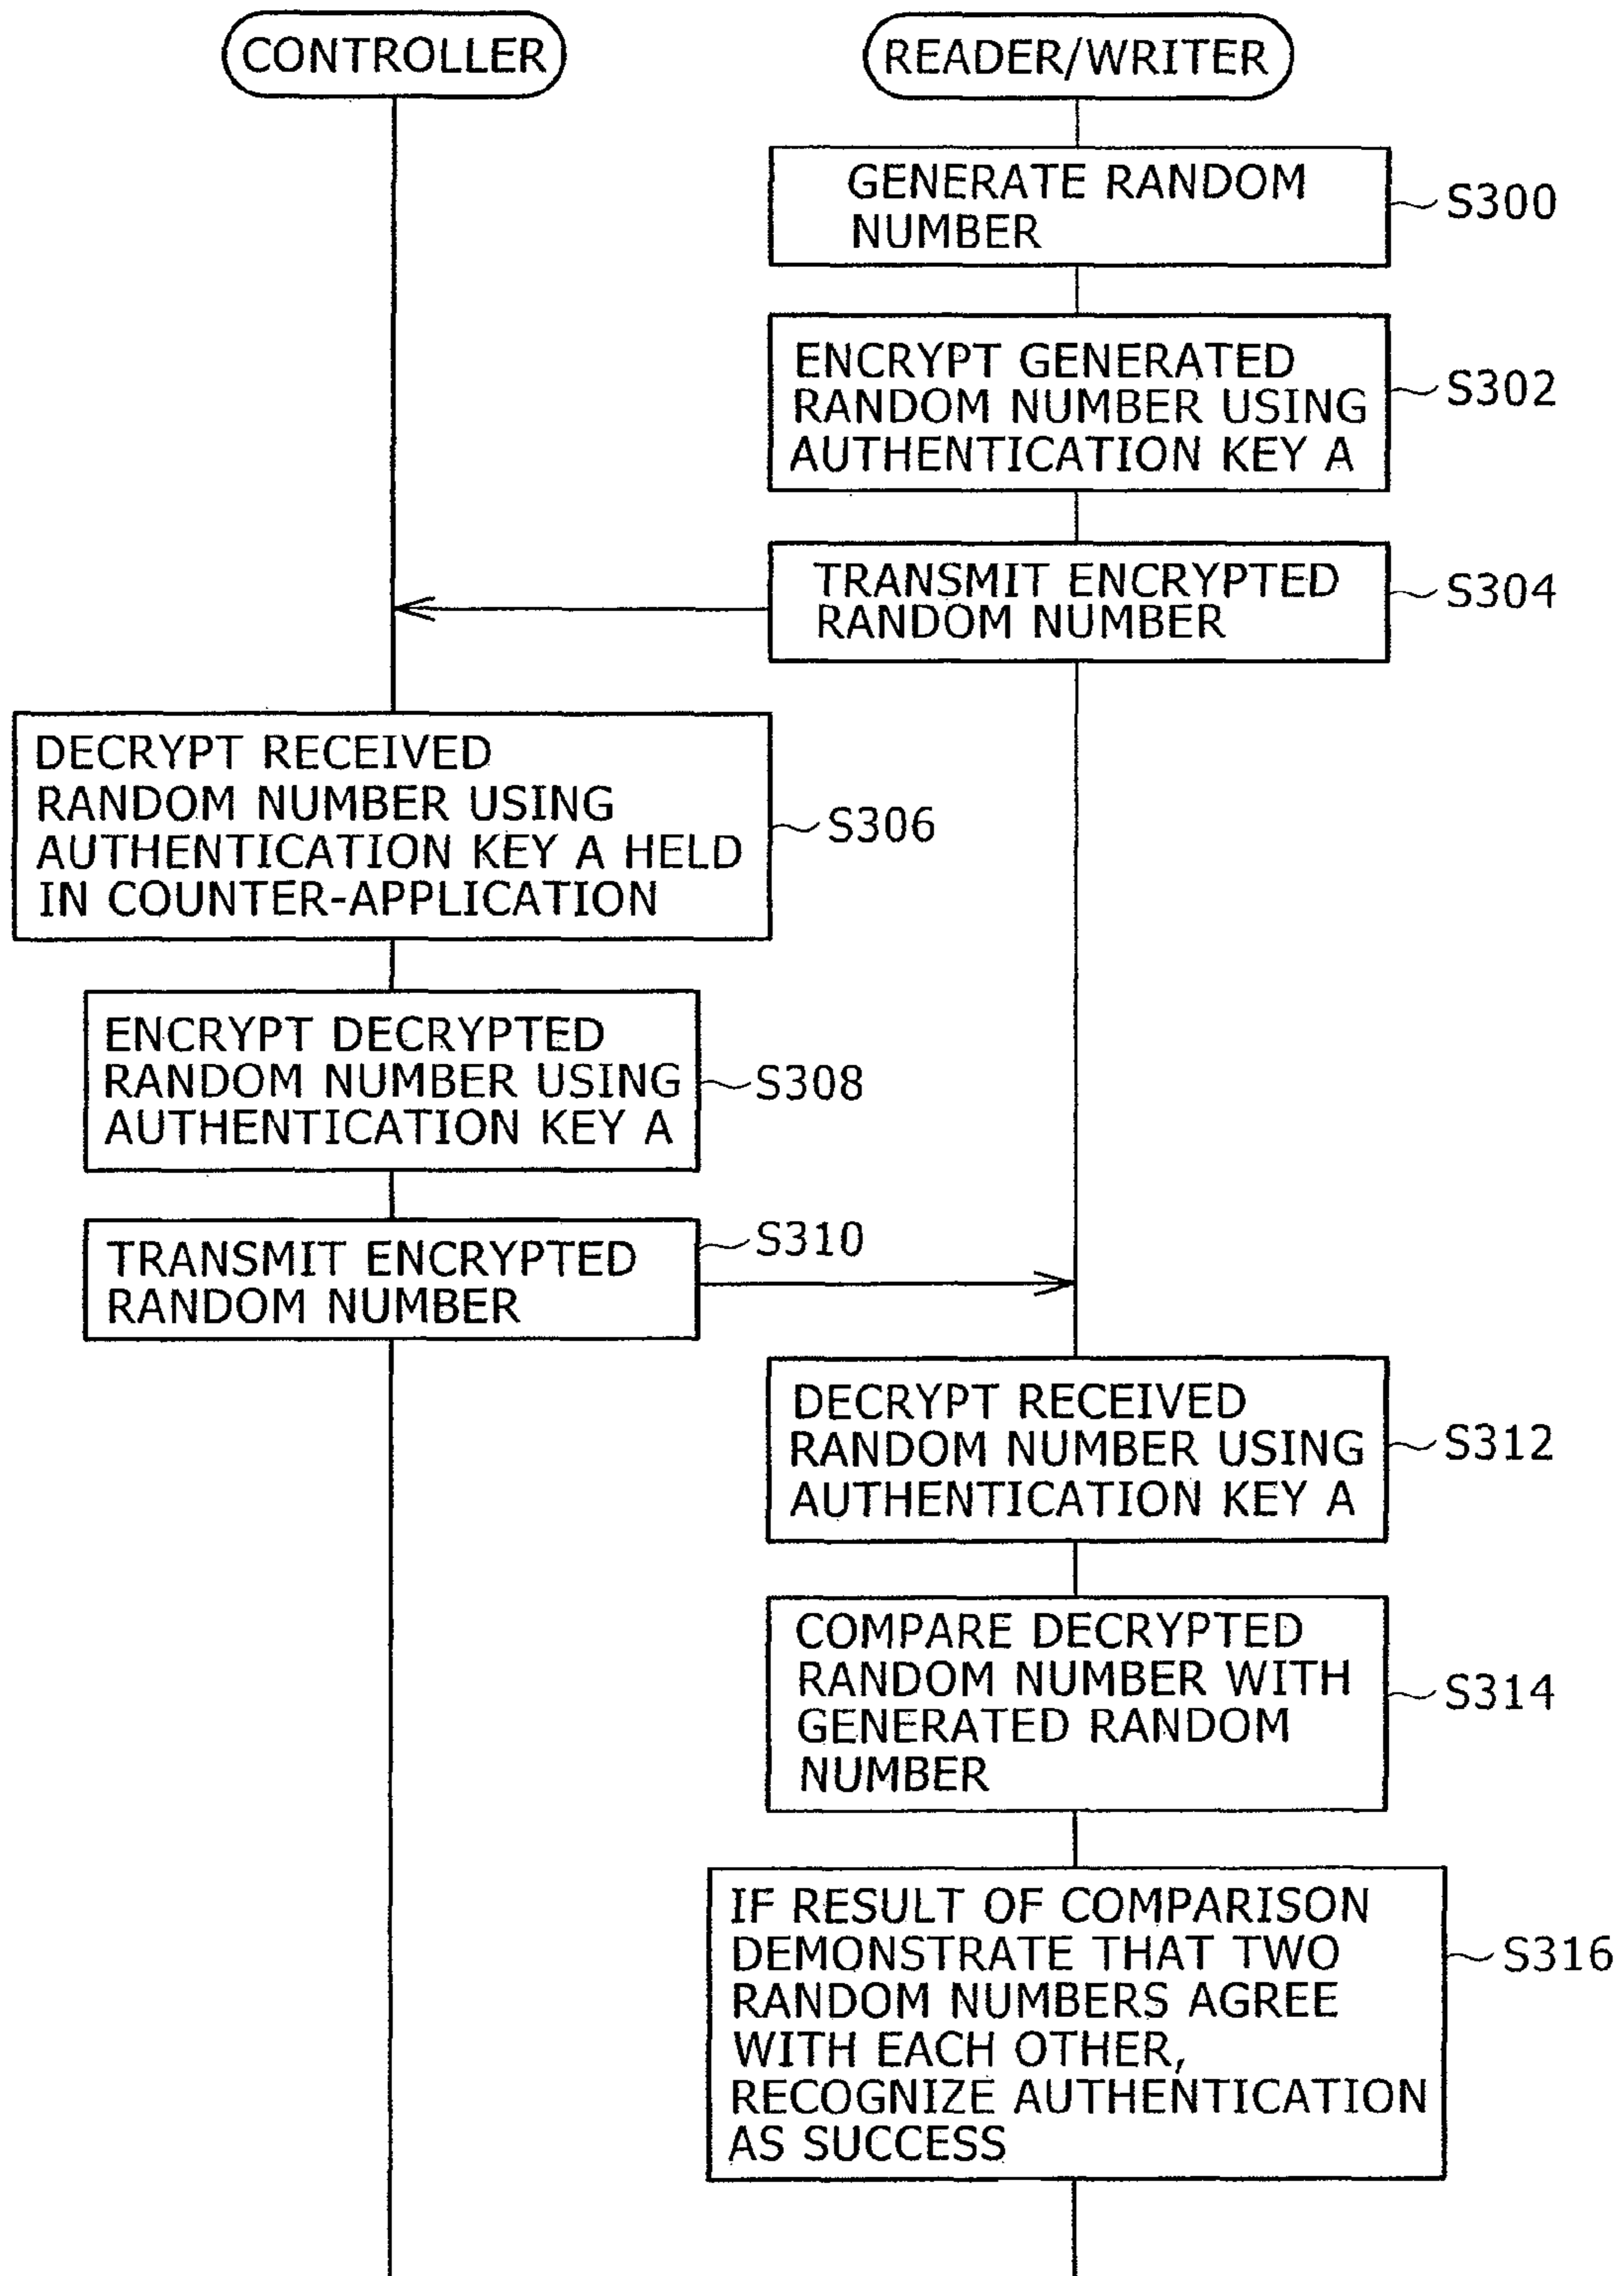 CONTROLLER
READER/WRITER
GENERATE RANDOM
NUMBER
S300
ENCRYPT GENERATED
RANDOM NUMBER USING
AUTHENTICATION KEY A
S302
TRANSMIT ENCRYPTED
RANDOM NUMBER
S304
DECRYPT RECEIVED
RANDOM NUMBER USING
AUTHENTICATION KEY A HELD
IN COUNTER-APPLICATION
S306
ENCRYPT DECRYPTED
RANDOM NUMBER USING
AUTHENTICATION KEY A
S308
TRANSMIT ENCRYPTED
RANDOM NUMBER
S310
DECRYPT RECEIVED
RANDOM NUMBER USING
AUTHENTICATION KEY A
S312
COMPARE DECRYPTED
RANDOM NUMBER WITH
GENERATED RANDOM
NUMBER
S314
IF RESULT OF COMPARISON
DEMONSTRATE THAT TWO
RANDOM NUMBERS AGREE
WITH EACH OTHER,
RECOGNIZE AUTHENTICATION
AS SUCCESS
S316